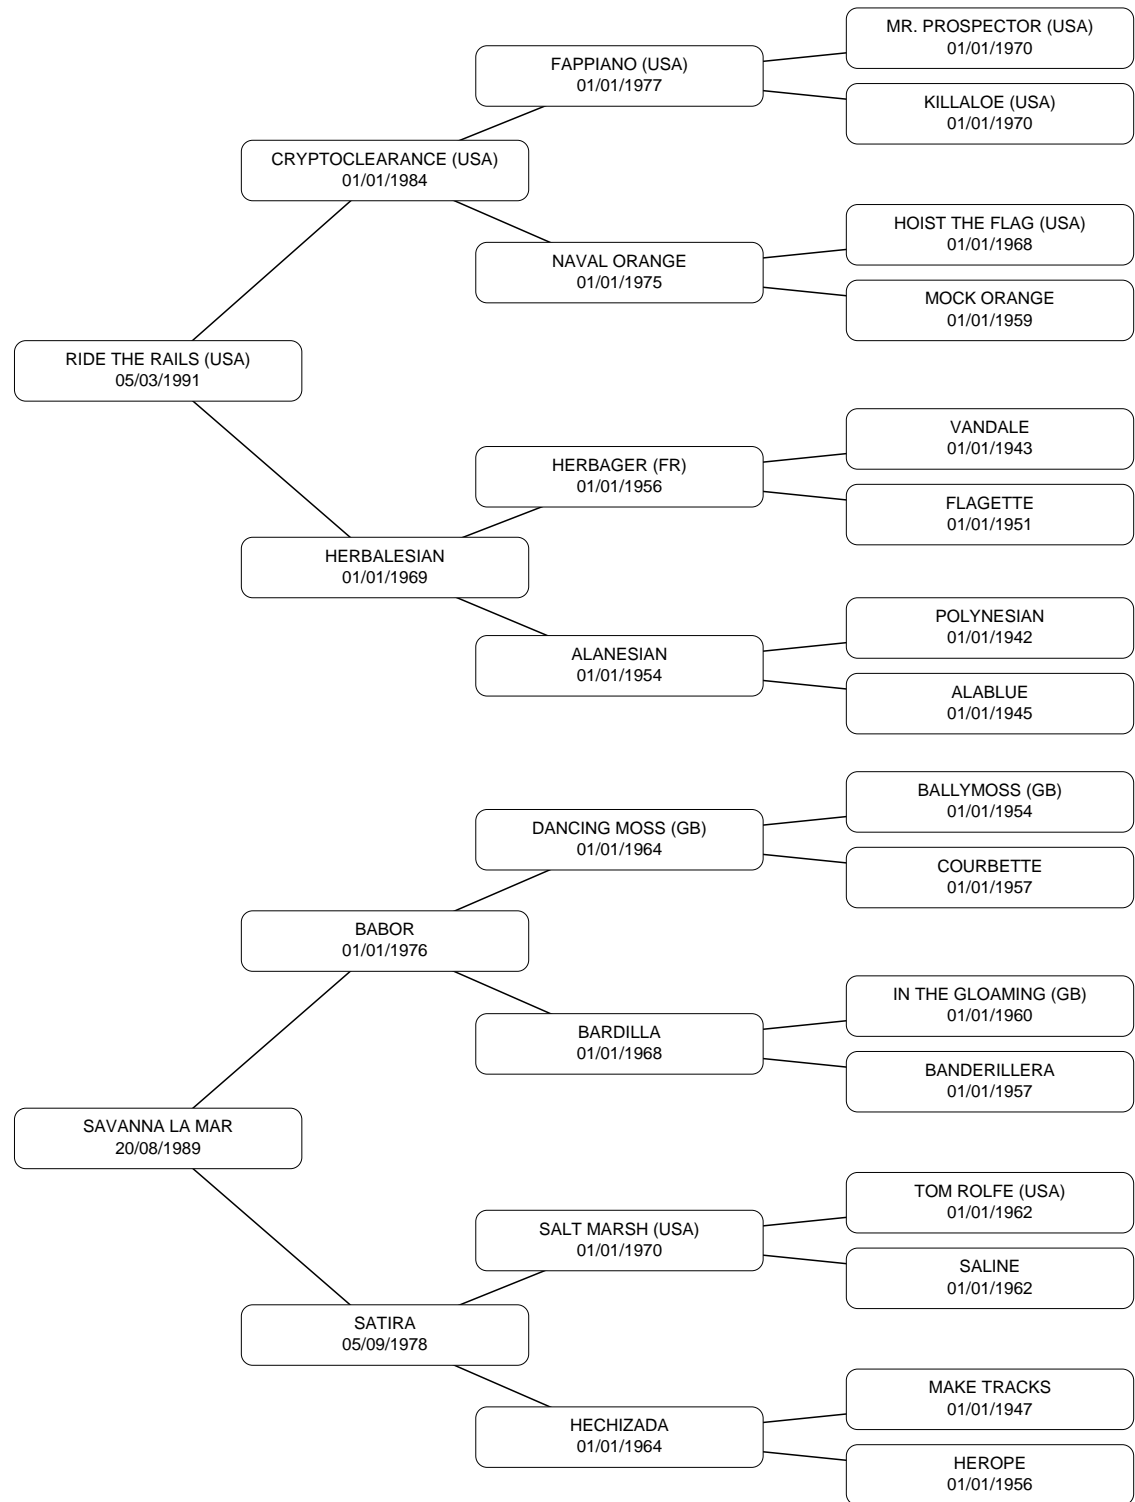 MR. PROSPECTOR (USA)
01/01/1970
FAPPIANO (USA)
01/01/1977
KILLALOE (USA)
01/01/1970
CRYPTOCLEARANCE (USA)
01/01/1984
HOIST THE FLAG (USA)
01/01/1968
NAVAL ORANGE
01/01/1975
MOCK ORANGE
01/01/1959
RIDE THE RAILS (USA)
05/03/1991
VANDALE
01/01/1943
HERBAGER (FR)
01/01/1956
FLAGETTE
01/01/1951
HERBALESIAN
01/01/1969
POLYNESIAN
01/01/1942
ALANESIAN
01/01/1954
ALABLUE
01/01/1945
BALLYMOSS (GB)
01/01/1954
DANCING MOSS (GB)
01/01/1964
COURBETTE
01/01/1957
BABOR
01/01/1976
IN THE GLOAMING (GB)
01/01/1960
BARDILLA
01/01/1968
BANDERILLERA
01/01/1957
SAVANNA LA MAR
20/08/1989
TOM ROLFE (USA)
01/01/1962
SALT MARSH (USA)
01/01/1970
SALINE
01/01/1962
SATIRA
05/09/1978
MAKE TRACKS
01/01/1947
HECHIZADA
01/01/1964
HEROPE
01/01/1956